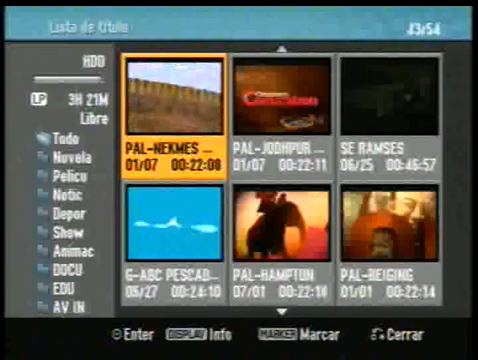 Lista de título
43/54
HDD
LP 3H 21M
Libre
Todo
Novela
Pelícu
Notic
Depor
Show
Animac
DOCU
EDU
AV IN
PAL-NEKMES ...
01/07 00:22:08
PAL-JODHPUR ...
01/07 00:22:11
SE RAMSES
06/25 00:46:57
G-ABC PESCAD...
06/27 00:24:10
PAL-HAMPTON
07/01 00:22:18
PAL-BEIGING
01/01 00:22:14
Enter DISPLAY Info MARKER Marcar Cerrar